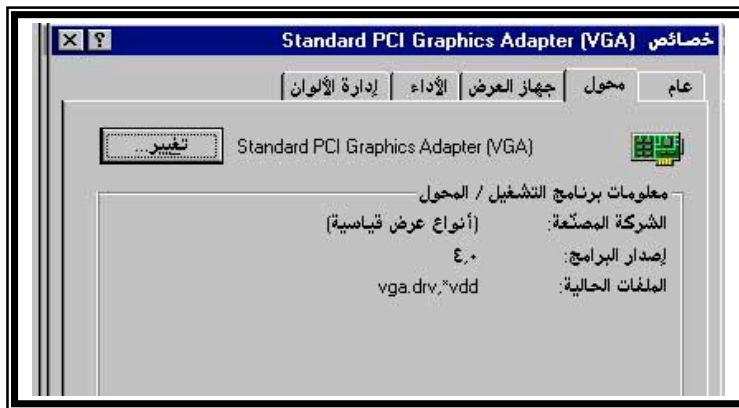 خصائص Standard PCI Graphics Adapter (VGA)
عام محول جهاز العرض الأداء إدارة الألوان
Standard PCI Graphics Adapter (VGA) تغيير...
معلومات برنامج التشغيل / المحول
الشركة المصنّعة: (أنواع عرض قياسية)
إصدار البرامج: ٤,٠
الملفات الحالية: vga.drv,*vdd